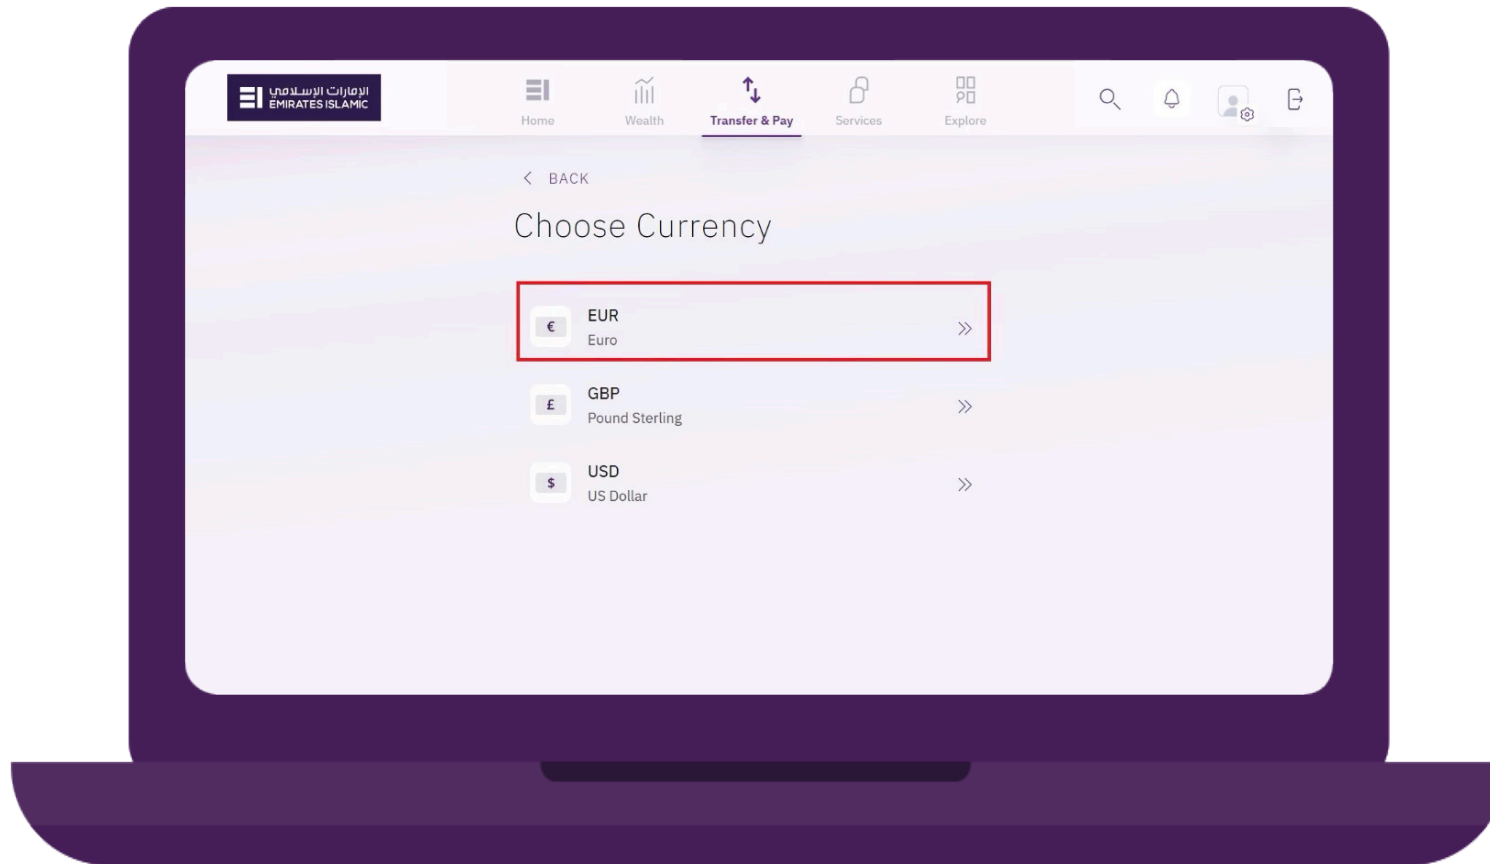 الإمارات الإسلامي
EMIRATES ISLAMIC
Home
Wealth
Transfer & Pay
Services
Explore
BACK
Choose Currency
€
EUR
Euro
£
GBP
Pound Sterling
$
USD
US Dollar